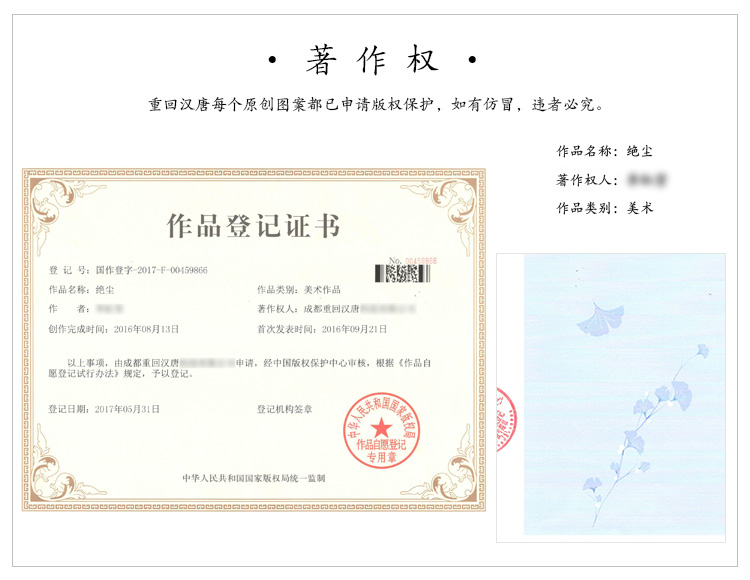 · 著作权 ·
重回汉唐每个原创图案都已申请版权保护，如有仿冒，违者必究。
作品名称：绝尘
著作权人：
作品类别：美术
作品登记证书
No. 00459866
登 记 号：国作登字-2017-F-00459866
作品名称：绝尘 作品类别：美术作品
作 者： 著作权人：成都重回汉唐
创作完成时间：2016年08月13日 首次发表时间：2016年09月21日
以上事项，由成都重回汉唐 申请，经中国版权保护中心审核，根据《作品自
愿登记试行办法》规定，予以登记。
登记日期：2017年05月31日 登记机构签章
中华人民共和国国家版权局
作品自愿登记
专用章
中华人民共和国国家版权局统一监制